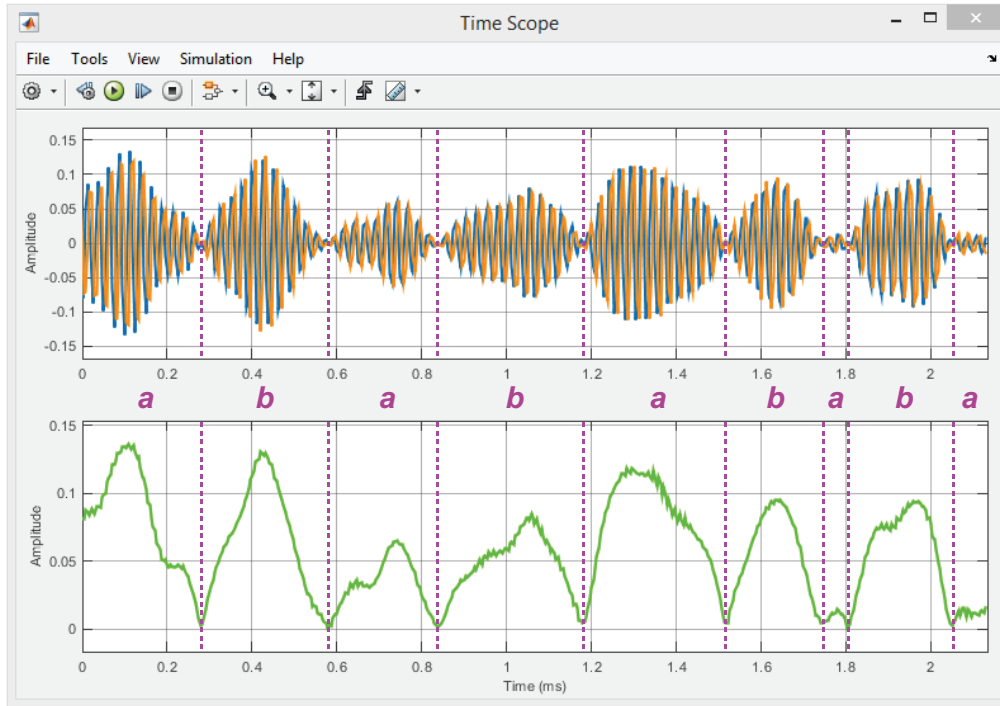 Time Scope
File Tools View Simulation Help
0.15
0.1
0.05
0
-0.05
-0.1
-0.15
Amplitude
0 0.2 0.4 0.6 0.8 1 1.2 1.4 1.6 1.8 2
a b a b a b a b a
0.15
0.1
0.05
0
Amplitude
0 0.2 0.4 0.6 0.8 1 1.2 1.4 1.6 1.8 2
Time (ms)